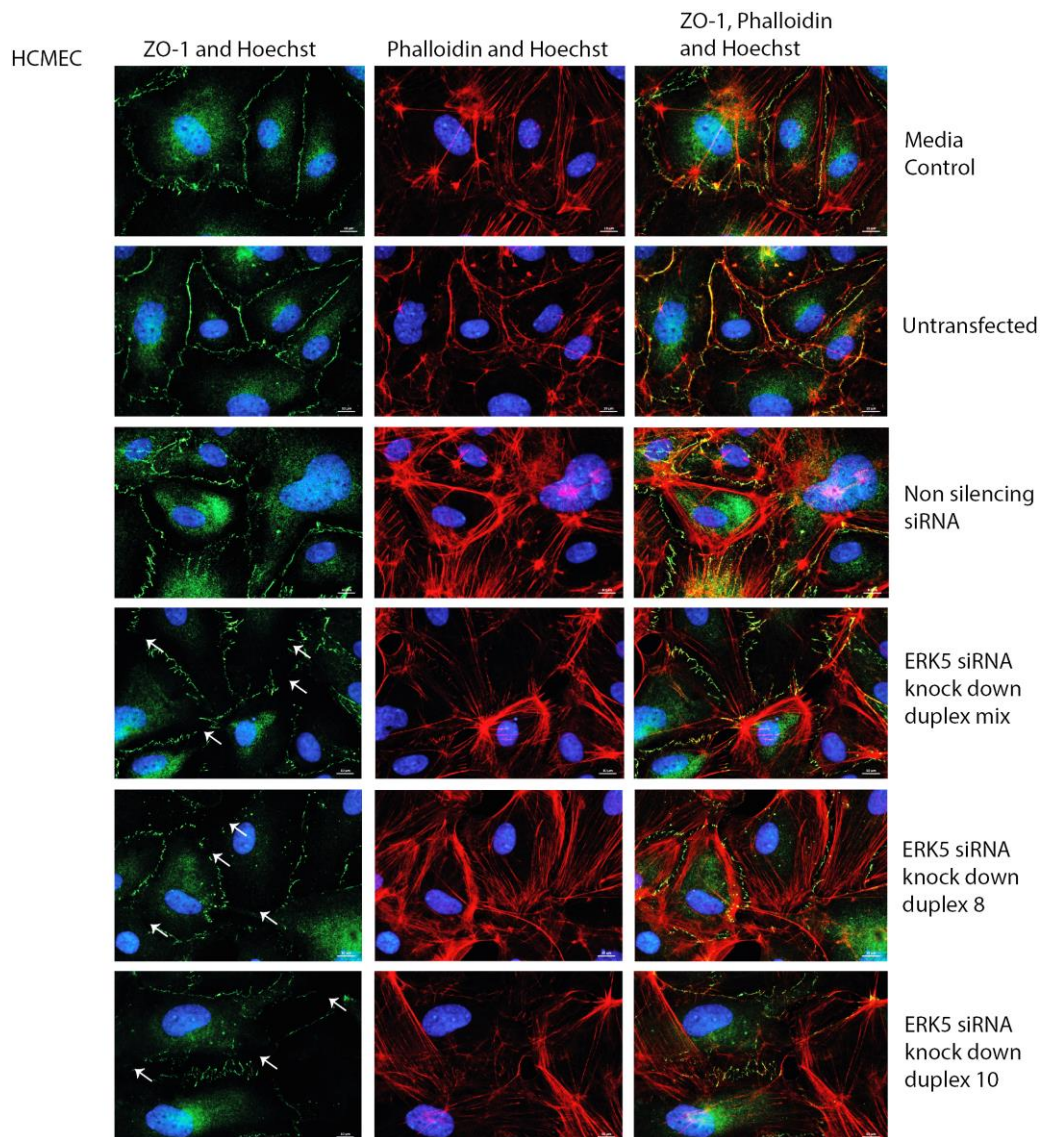 HCMEC
ZO-1 and Hoechst
Phalloidin and Hoechst
ZO-1, Phalloidin
and Hoechst
Media
Control
Untransfected
Non silencing
siRNA
ERK5 siRNA
knock down
duplex mix
ERK5 siRNA
knock down
duplex 8
ERK5 siRNA
knock down
duplex 10